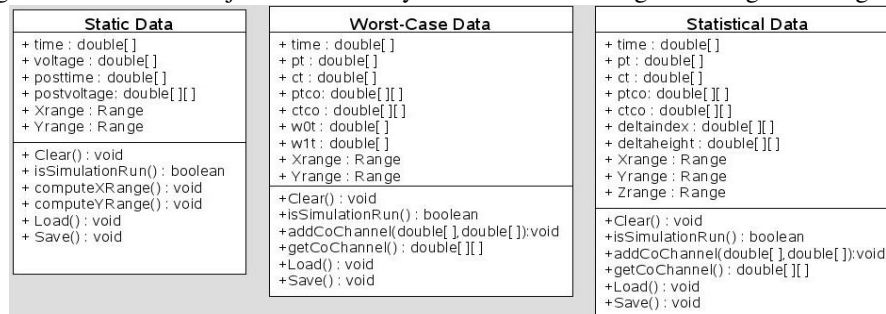 Static Data
+ time : double[ ]
+ voltage : double[ ]
+ posttime : double[ ]
+ postvoltage: double[ ][ ]
+ Xrange : Range
+ Yrange : Range
+ Clear() : void
+ isSimulationRun() : boolean
+ computeXRange() : void
+ computeYRange() : void
+ Load() : void
+ Save() : void
Worst-Case Data
+ time : double[ ]
+ pt : double[ ]
+ ct : double[ ]
+ ptco: double[ ][ ]
+ ctco : double[ ][ ]
+ w0t : double[ ]
+ w1t : double[ ]
+ Xrange : Range
+ Yrange : Range
+Clear() : void
+isSimulationRun() : boolean
+addCoChannel(double[ ],double[ ]):void
+getCoChannel() : double[ ][ ]
+Load() : void
+Save() : void
Statistical Data
+ time : double[ ]
+ pt : double[ ]
+ ct : double[ ]
+ ptco: double[ ][ ]
+ ctco : double[ ][ ]
+ deltaindex : double[ ][ ]
+ deltaheight : double[ ][ ]
+ Xrange : Range
+ Yrange : Range
+ Zrange : Range
+Clear() : void
+isSimulationRun() : boolean
+addCoChannel(double[ ],double[ ]):void
+getCoChannel() : double[ ][ ]
+Load() : void
+Save() : void